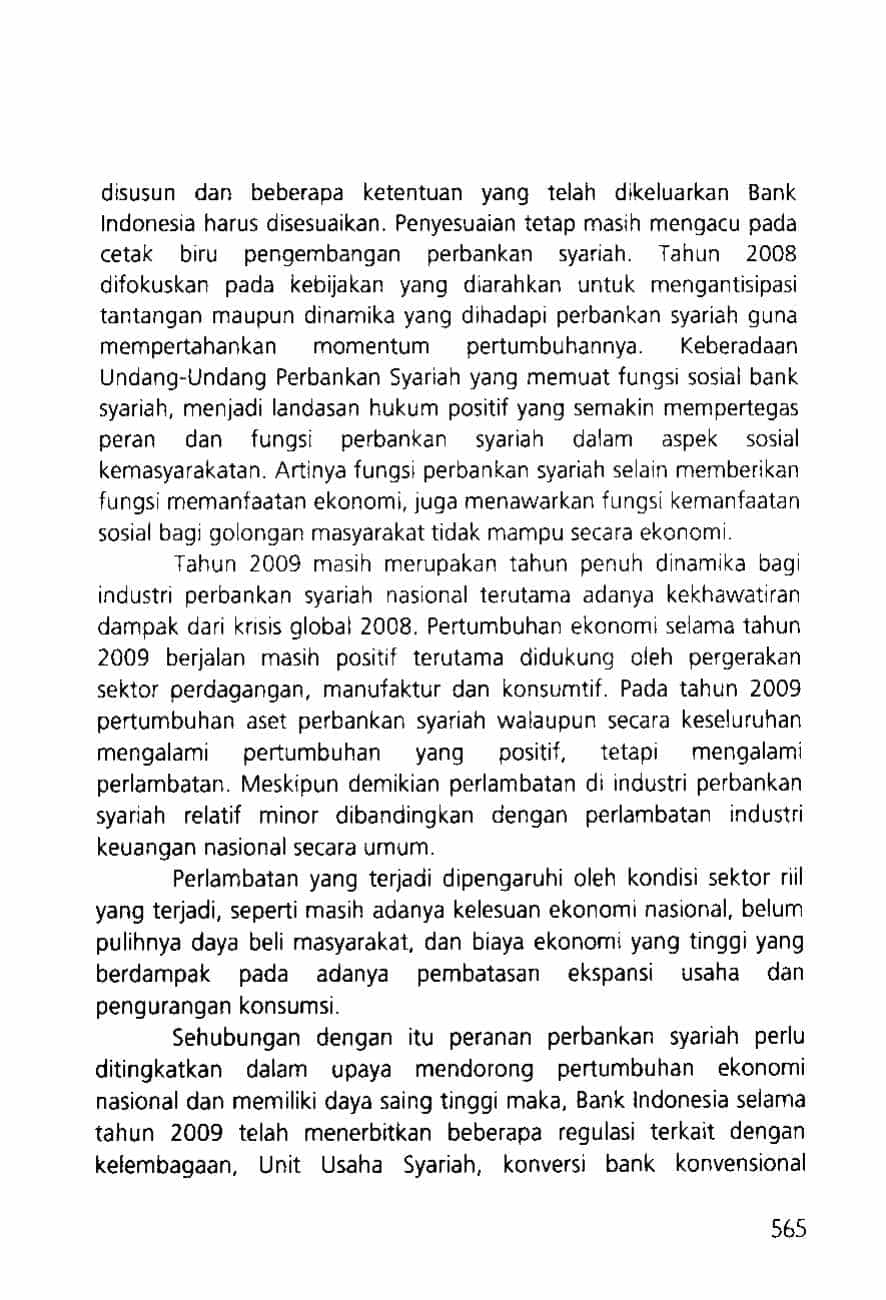 disusun dan beberapa ketentuan yang telah dikeluarkan Bank
Indonesia harus disesuaikan. Penyesuaian tetap masih mengacu pada
cetak biru pengembangan perbankan syariah. Tahun 2008
difokuskan pada kebijakan yang diarahkan untuk mengantisipasi
tantangan maupun dinamika yang dihadapi perbankan syariah guna
mempertahankan momentum pertumbuhannya. Keberadaan
Undang-Undang Perbankan Syariah yang memuat fungsi sosial bank
syariah, menjadi landasan hukum positif yang semakin mempertegas
peran dan fungsi perbankan syariah dalam aspek sosial
kemasyarakatan. Artinya fungsi perbankan syariah selain memberikan
fungsi memanfaatan ekonomi, juga menawarkan fungsi kemanfaatan
sosial bagi golongan masyarakat tidak mampu secara ekonomi.
Tahun 2009 masih merupakan tahun penuh dinamika bagi
industri perbankan syariah nasional terutama adanya kekhawatiran
dampak dari krisis global 2008. Pertumbuhan ekonomi selama tahun
2009 berjalan masih positif terutama didukung oleh pergerakan
sektor perdagangan, manufaktur dan konsumtif. Pada tahun 2009
pertumbuhan aset perbankan syariah walaupun secara keseluruhan
mengalami pertumbuhan yang positif, tetapi mengalami
perlambatan. Meskipun demikian perlambatan di industri perbankan
syariah relatif minor dibandingkan dengan perlambatan industri
keuangan nasional secara umum.
Perlambatan yang terjadi dipengaruhi oleh kondisi sektor riil
yang terjadi, seperti masih adanya kelesuan ekonomi nasional, belum
pulihnya daya beli masyarakat, dan biaya ekonomi yang tinggi yang
berdampak pada adanya pembatasan ekspansi usaha dan
pengurangan konsumsi.
Sehubungan dengan itu peranan perbankan syariah perlu
ditingkatkan dalam upaya mendorong pertumbuhan ekonomi
nasional dan memiliki daya saing tinggi maka, Bank Indonesia selama
tahun 2009 telah menerbitkan beberapa regulasi terkait dengan
kelembagaan, Unit Usaha Syariah, konversi bank konvensional
565